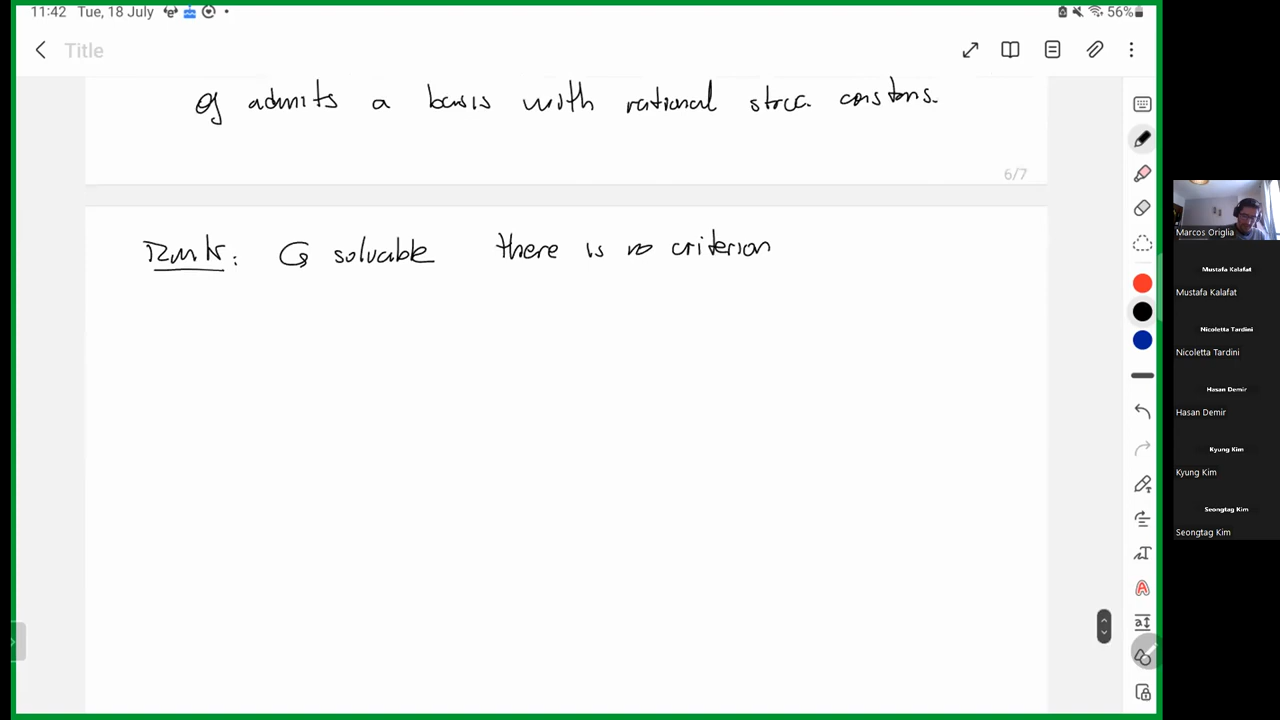 11:42 Tue, 18 July
56%
Title
g admits a basis with rational struc. constans.
6/7
Rmk: G solvable there is no criterion
Marcos Origlia
Mustafa Kalafat
Mustafa Kalafat
Nicoletta Tardini
Nicoletta Tardini
Hasan Demir
Hasan Demir
Kyung Kim
Kyung Kim
Seongtag Kim
Seongtag Kim